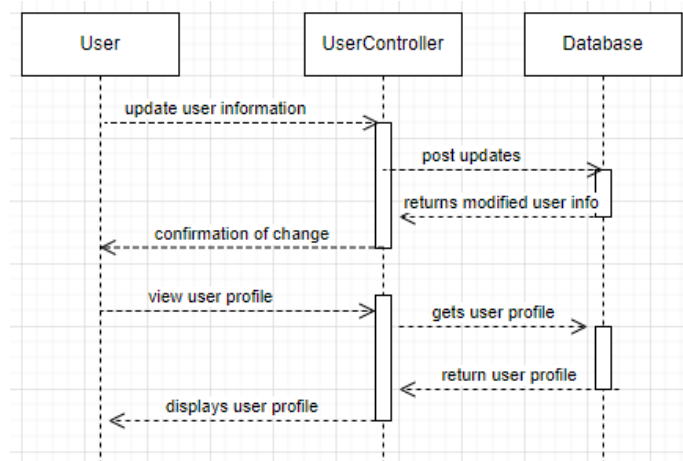 User
UserController
Database
update user information
post updates
returns modified user info
confirmation of change
view user profile
gets user profile
return user profile
displays user profile